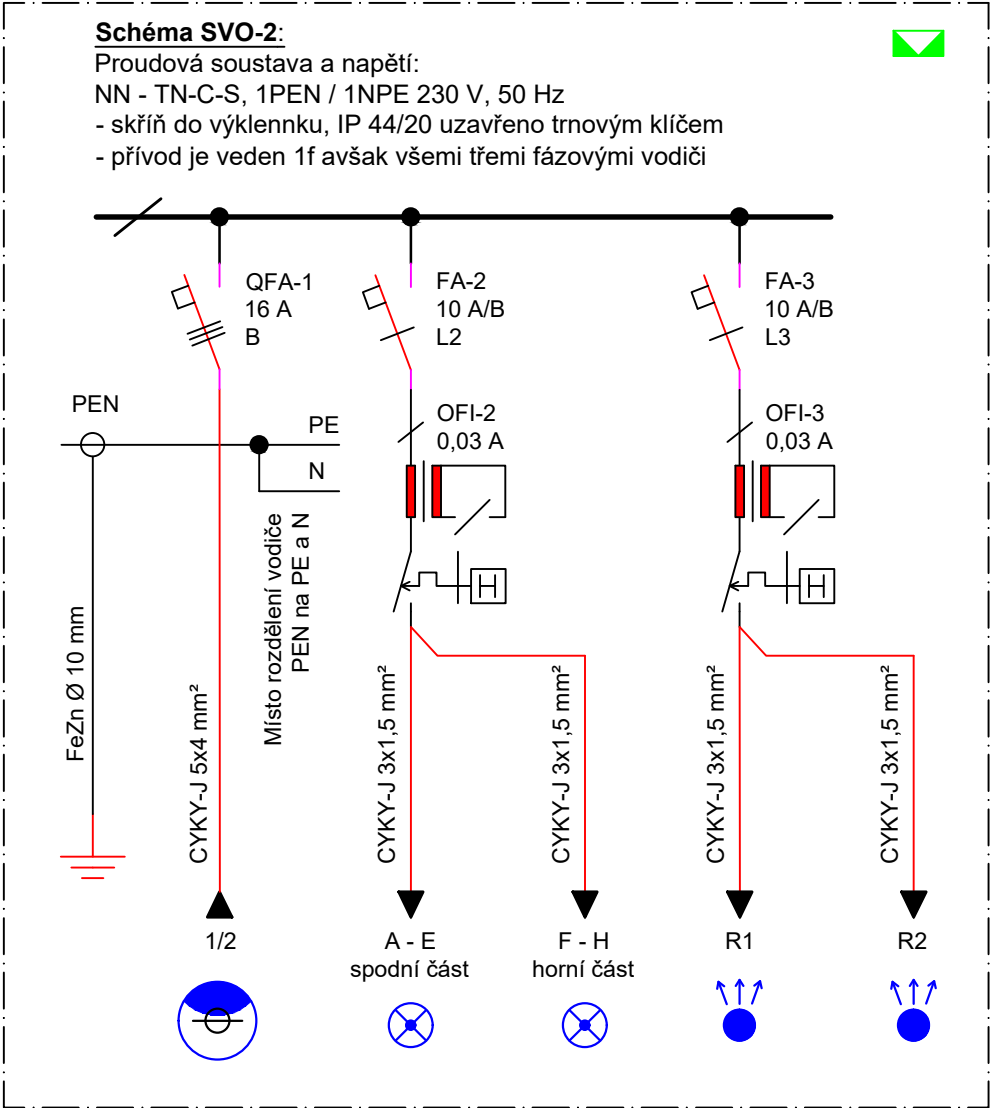 Schéma SVO-2:
Proudová soustava a napětí:
NN - TN-C-S, 1PEN / 1NPE 230 V, 50 Hz
- skříň do výklennku, IP 44/20 uzavřeno trnovým klíčem
- přívod je veden 1f avšak všemi třemi fázovými vodiči
QFA-1
16 A
B
FA-2
10 A/B
L2
FA-3
10 A/B
L3
PEN
PE
N
OFI-2
0,03 A
OFI-3
0,03 A
H
H
Místo rozdělení vodiče
PEN na PE a N
FeZn Ø 10 mm
CYKY-J 5x4 mm²
CYKY-J 3x1,5 mm²
CYKY-J 3x1,5 mm²
CYKY-J 3x1,5 mm²
CYKY-J 3x1,5 mm²
1/2
A - E
spodní část
F - H
horní část
R1
R2